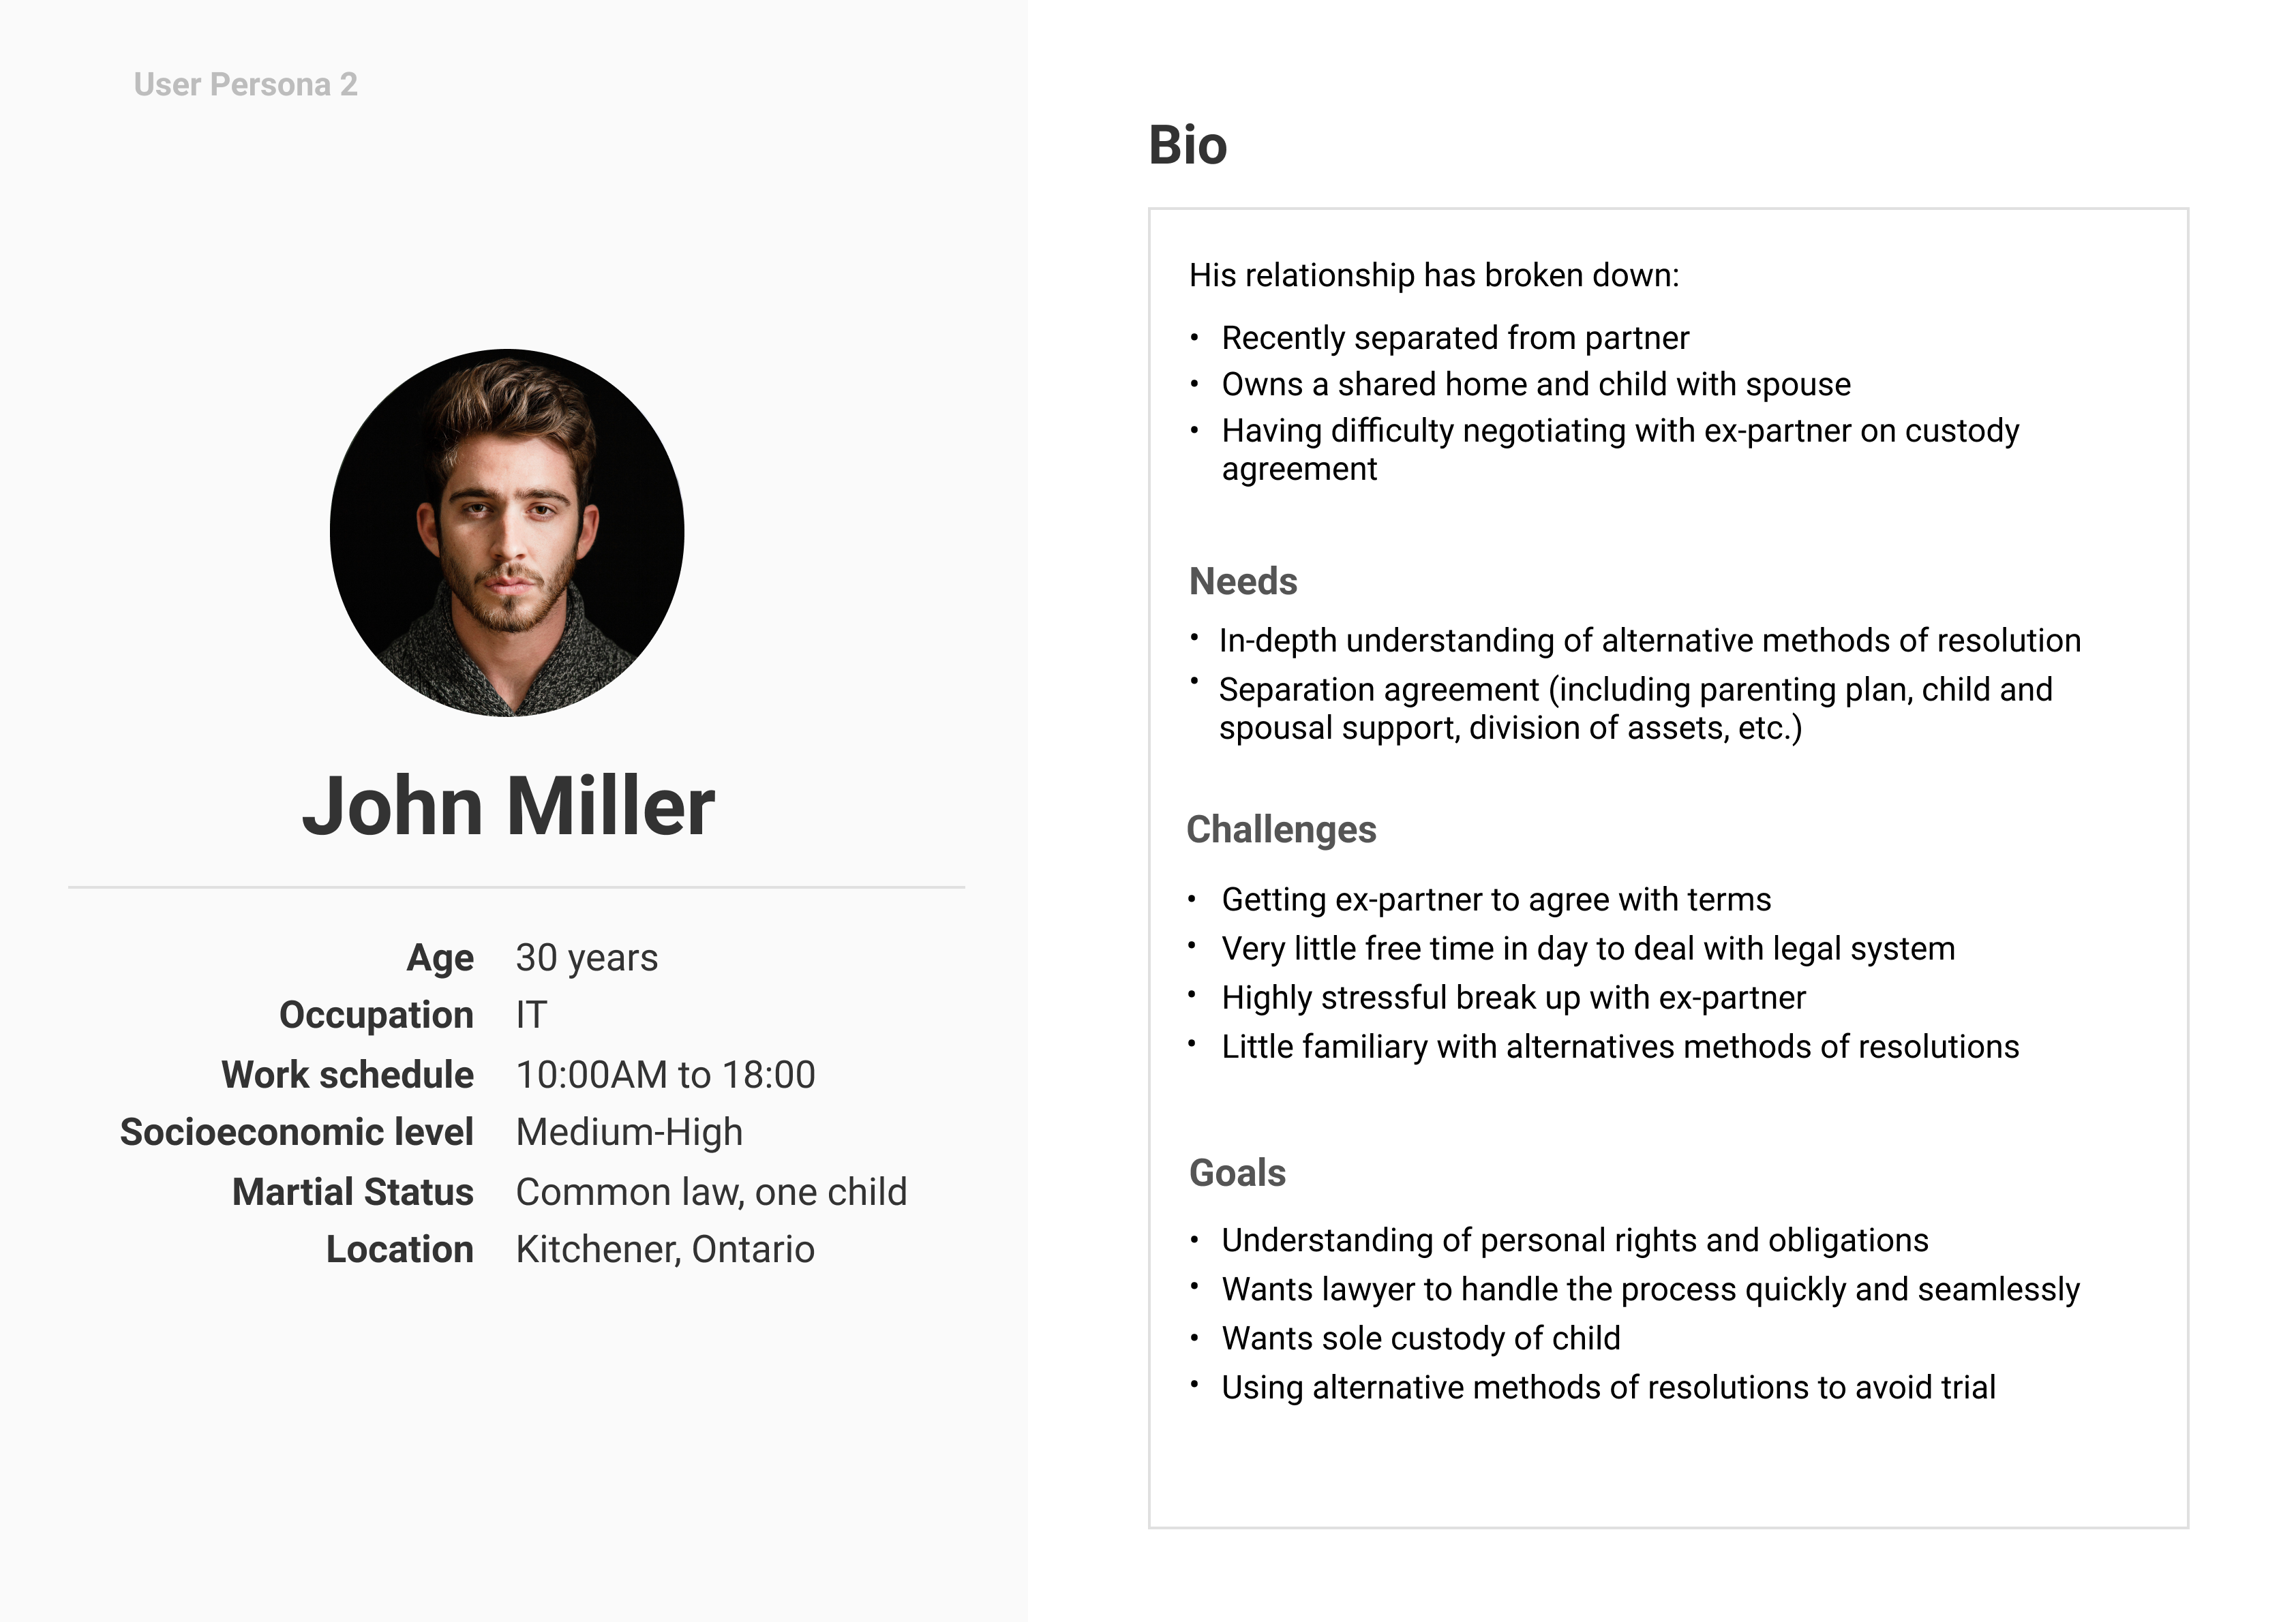 User Persona 2
John Miller
Age 30 years
Occupation IT
Work schedule 10:00AM to 18:00
Socioeconomic level Medium-High
Martial Status Common law, one child
Location Kitchener, Ontario
Bio
His relationship has broken down:
• Recently separated from partner
• Owns a shared home and child with spouse
• Having difficulty negotiating with ex-partner on custody
agreement
Needs
• In-depth understanding of alternative methods of resolution
• Separation agreement (including parenting plan, child and
spousal support, division of assets, etc.)
Challenges
• Getting ex-partner to agree with terms
• Very little free time in day to deal with legal system
• Highly stressful break up with ex-partner
• Little familiary with alternatives methods of resolutions
Goals
• Understanding of personal rights and obligations
• Wants lawyer to handle the process quickly and seamlessly
• Wants sole custody of child
• Using alternative methods of resolutions to avoid trial